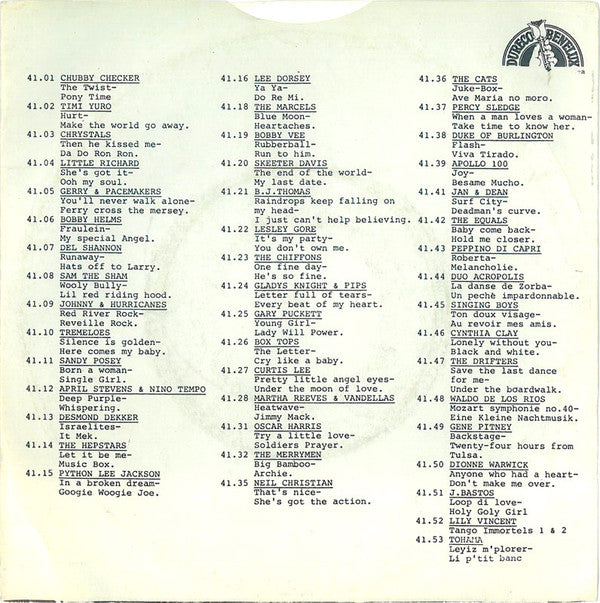 DURECO BENELUX
41.01 CHUBBY CHECKER
The Twist-
Pony Time
41.02 TIMI YURO
Hurt-
Make the world go away.
41.03 CHRYSTALS
Then he kissed me-
Da Do Ron Ron.
41.04 LITTLE RICHARD
She's got it-
Ooh my soul.
41.05 GERRY & PACEMAKERS
You'll never walk alone-
Ferry cross the mersey.
41.06 BOBBY HELMS
Fraulein-
My special Angel.
41.07 DEL SHANNON
Runaway-
Hats off to Larry.
41.08 SAM THE SHAM
Wooly Bully-
Lil red riding hood.
41.09 JOHNNY & HURRICANES
Red River Rock-
Reveille Rock.
41.10 TREMELOES
Silence is golden-
Here comes my baby.
41.11 SANDY POSEY
Born a woman-
Single Girl.
41.12 APRIL STEVENS & NINO TEMPO
Deep Purple-
Whispering.
41.13 DESMOND DEKKER
Israelites-
It Mek.
41.14 THE HEPSTARS
Let it be me-
Music Box.
41.15 PYTHON LEE JACKSON
In a broken dream-
Googie Woogie Joe.
41.16 LEE DORSEY
Ya Ya-
Do Re Mi.
41.18 THE MARCELS
Blue Moon-
Heartaches.
41.19 BOBBY VEE
Rubberball-
Run to him.
41.20 SKEETER DAVIS
The end of the world-
My last date.
41.21 B.J.THOMAS
Raindrops keep falling on
my head-
I just can't help believing.
41.22 LESLEY GORE
It's my party-
You don't own me.
41.23 THE CHIFFONS
One fine day-
He's so fine.
41.24 GLADYS KNIGHT & PIPS
Letter full of tears-
Every beat of my heart.
41.25 GARY PUCKETT
Young Girl-
Lady Will Power.
41.26 BOX TOPS
The Letter-
Cry like a baby.
41.27 CURTIS LEE
Pretty little angel eyes-
Under the moon of love.
41.28 MARTHA REEVES & VANDELLAS
Heatwave-
Jimmy Mack.
41.31 OSCAR HARRIS
Try a little love-
Soldiers Prayer.
41.32 THE MERRYMEN
Big Bamboo-
Archie.
41.35 NEIL CHRISTIAN
That's nice-
She's got the action.
41.36 THE CATS
Juke-Box-
Ave Maria no moro.
41.37 PERCY SLEDGE
When a man loves a woman-
Take time to know her.
41.38 DUKE OF BURLINGTON
Flash-
Viva Tirado.
41.39 APOLLO 100
Joy-
Besame Mucho.
41.41 JAN & DEAN
Surf City-
Deadman's curve.
41.42 THE EQUALS
Baby come back-
Hold me closer.
41.43 PEPPINO DI CAPRI
Roberta-
Melancholie.
41.44 DUO ACROPOLIS
La danse de Zorba-
Un pechè impardonnable.
41.45 SINGING BOYS
Ton doux visage-
Au revoir mes amis.
41.46 CYNTHIA CLAY
Lonely without you-
Black and white.
41.47 THE DRIFTERS
Save the last dance
for me-
Under the boardwalk.
41.48 WALDO DE LOS RIOS
Mozart symphonie no.40-
Eine Kleine Nachtmusik.
41.49 GENE PITNEY
Backstage-
Twenty-four hours from
Tulsa.
41.50 DIONNE WARWICK
Anyone who had a heart-
Don't make me over.
41.51 J.BASTOS
Loop di love-
Holy Goly Girl
41.52 LILY VINCENT
Tango Immortels 1 & 2
41.53 TOHAMA
Leyiz m'plorer-
Li p'tit banc